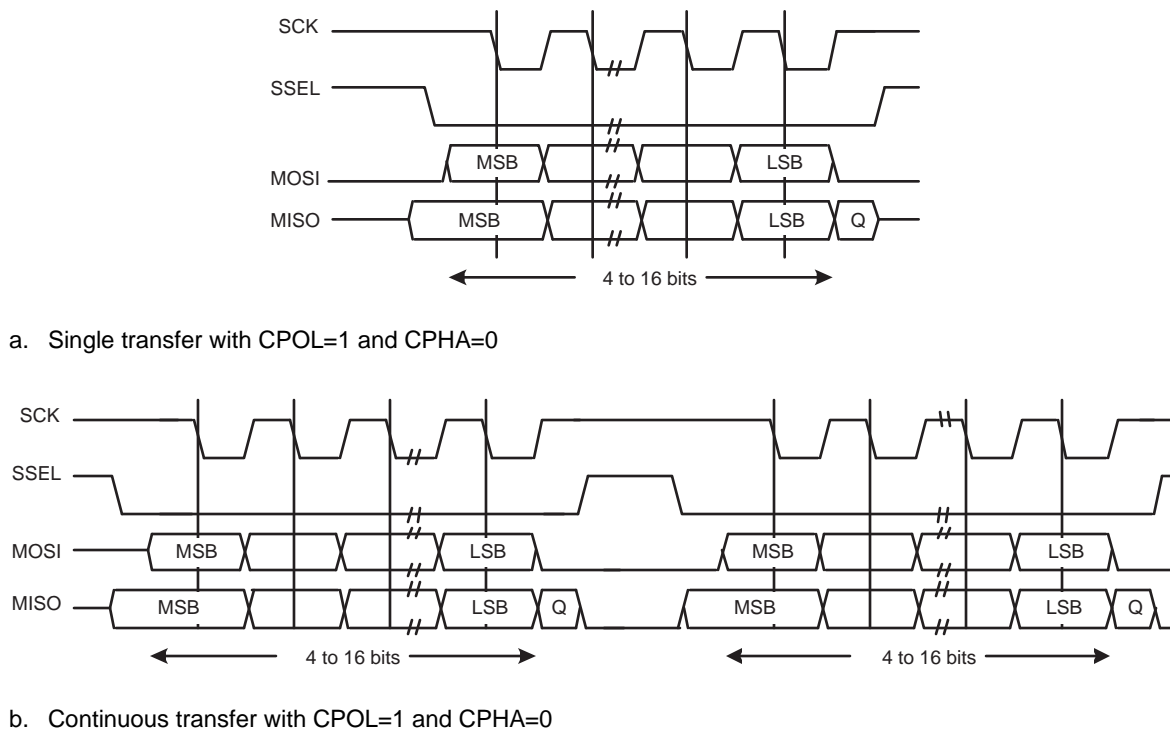 SCK
SSEL
MOSI MSB LSB
MISO MSB LSB Q
4 to 16 bits
a. Single transfer with CPOL=1 and CPHA=0
SCK
SSEL
MOSI MSB LSB MSB LSB
MISO MSB LSB Q MSB LSB Q
4 to 16 bits 4 to 16 bits
b. Continuous transfer with CPOL=1 and CPHA=0